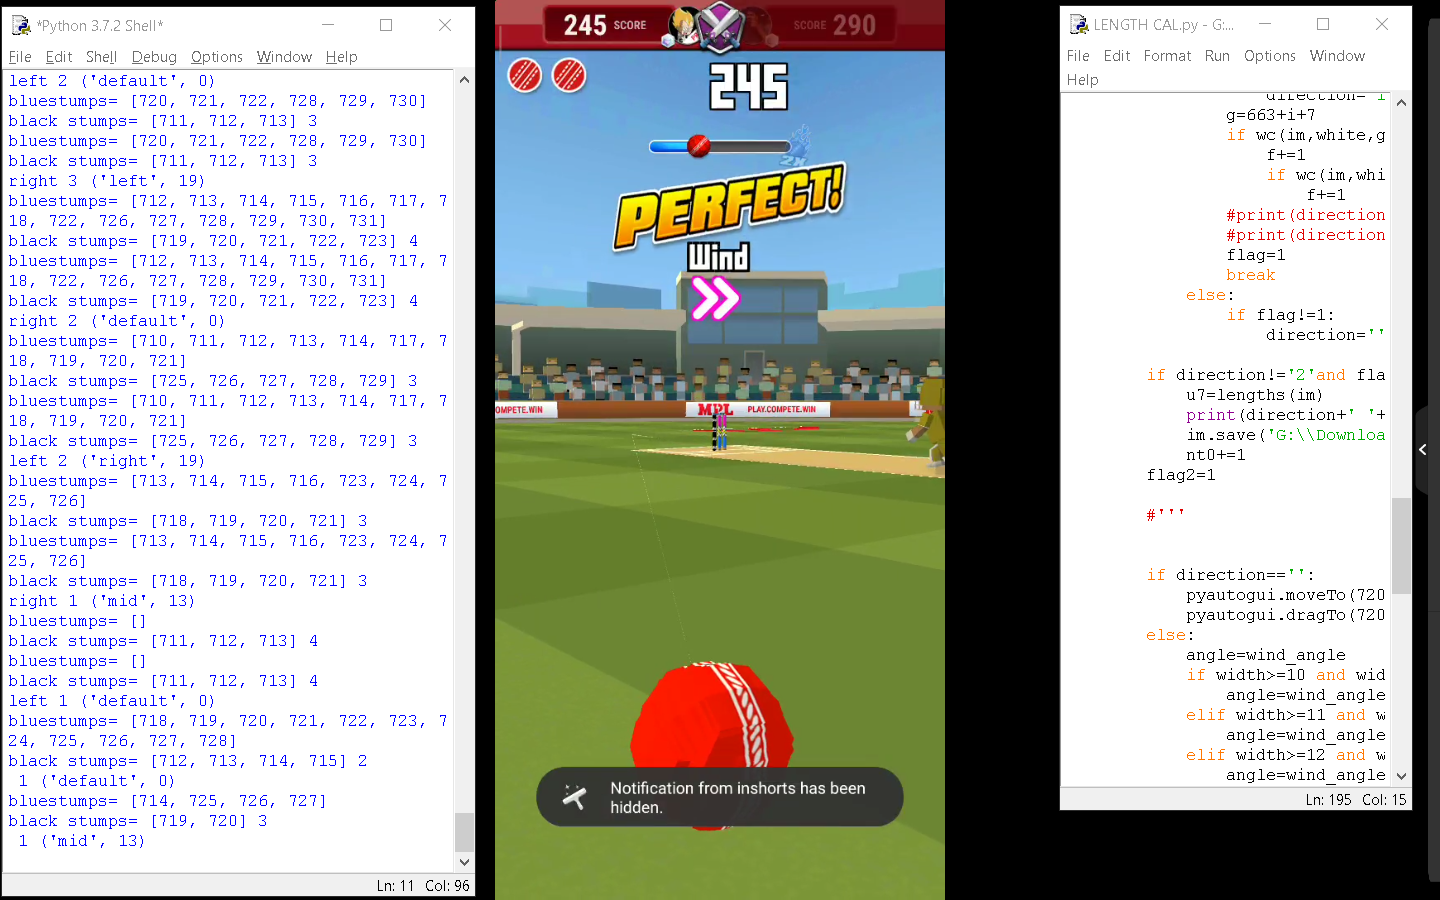 *Python 3.7.2 Shell*
File Edit Shell Debug Options Window Help
left 2 ('default', 0)
bluestumps= [720, 721, 722, 728, 729, 730]
black stumps= [711, 712, 713] 3
bluestumps= [720, 721, 722, 728, 729, 730]
black stumps= [711, 712, 713] 3
right 3 ('left', 19)
bluestumps= [712, 713, 714, 715, 716, 717, 7
18, 722, 726, 727, 728, 729, 730, 731]
black stumps= [719, 720, 721, 722, 723] 4
bluestumps= [712, 713, 714, 715, 716, 717, 7
18, 722, 726, 727, 728, 729, 730, 731]
black stumps= [719, 720, 721, 722, 723] 4
right 2 ('default', 0)
bluestumps= [710, 711, 712, 713, 714, 717, 7
18, 719, 720, 721]
black stumps= [725, 726, 727, 728, 729] 3
bluestumps= [710, 711, 712, 713, 714, 717, 7
18, 719, 720, 721]
black stumps= [725, 726, 727, 728, 729] 3
left 2 ('right', 19)
bluestumps= [713, 714, 715, 716, 723, 724, 7
25, 726]
black stumps= [718, 719, 720, 721] 3
bluestumps= [713, 714, 715, 716, 723, 724, 7
25, 726]
black stumps= [718, 719, 720, 721] 3
right 1 ('mid', 13)
bluestumps= []
black stumps= [711, 712, 713] 4
bluestumps= []
black stumps= [711, 712, 713] 4
left 1 ('default', 0)
bluestumps= [718, 719, 720, 721, 722, 723, 7
24, 725, 726, 727, 728]
black stumps= [712, 713, 714, 715] 2
1 ('default', 0)
bluestumps= [714, 725, 726, 727]
black stumps= [719, 720] 3
1 ('mid', 13)
Ln: 11 Col: 96
245 SCORE
SCORE 290
245
2X
PERFECT!
Wind
COMPETE.WIN
MPL PLAY.COMPETE.WIN
Notification from inshorts has been
hidden.
LENGTH CAL.py - G:...
File Edit Format Run Options Window
Help
direction='i
g=663+i+7
if wc(im,white,g
f+=1
if wc(im,whi
f+=1
#print(direction
#print(direction
flag=1
break
else:
if flag!=1:
direction=''
if direction!='2'and fla
u7=lengths(im)
print(direction+' '+
im.save('G:\\Downloa
nt0+=1
flag2=1
#'''
if direction=='':
pyautogui.moveTo(720
pyautogui.dragTo(720
else:
angle=wind_angle
if width>=10 and wid
angle=wind_angle
elif width>=11 and w
angle=wind_angle
elif width>=12 and w
angle=wind_angle
Ln: 195 Col: 15